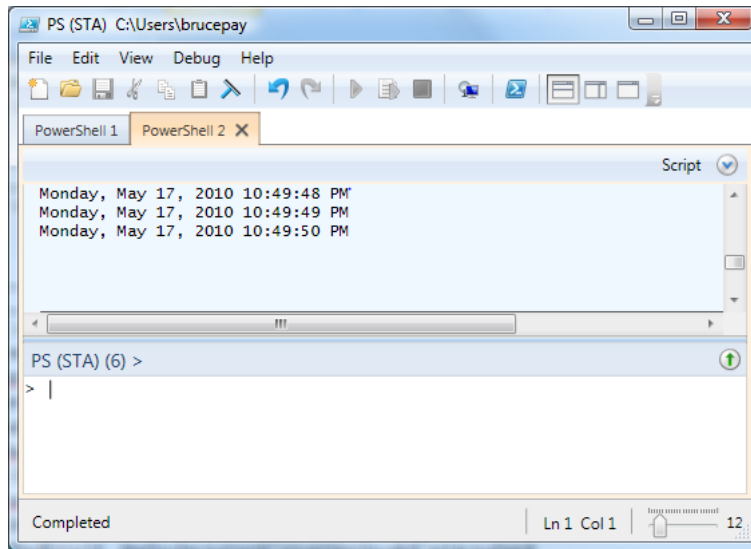 PS (STA) C:\Users\brucepay
File Edit View Debug Help
PowerShell 1 PowerShell 2
Script
Monday, May 17, 2010 10:49:48 PM
Monday, May 17, 2010 10:49:49 PM
Monday, May 17, 2010 10:49:50 PM
PS (STA) (6) >
>
Completed Ln 1 Col 1 12